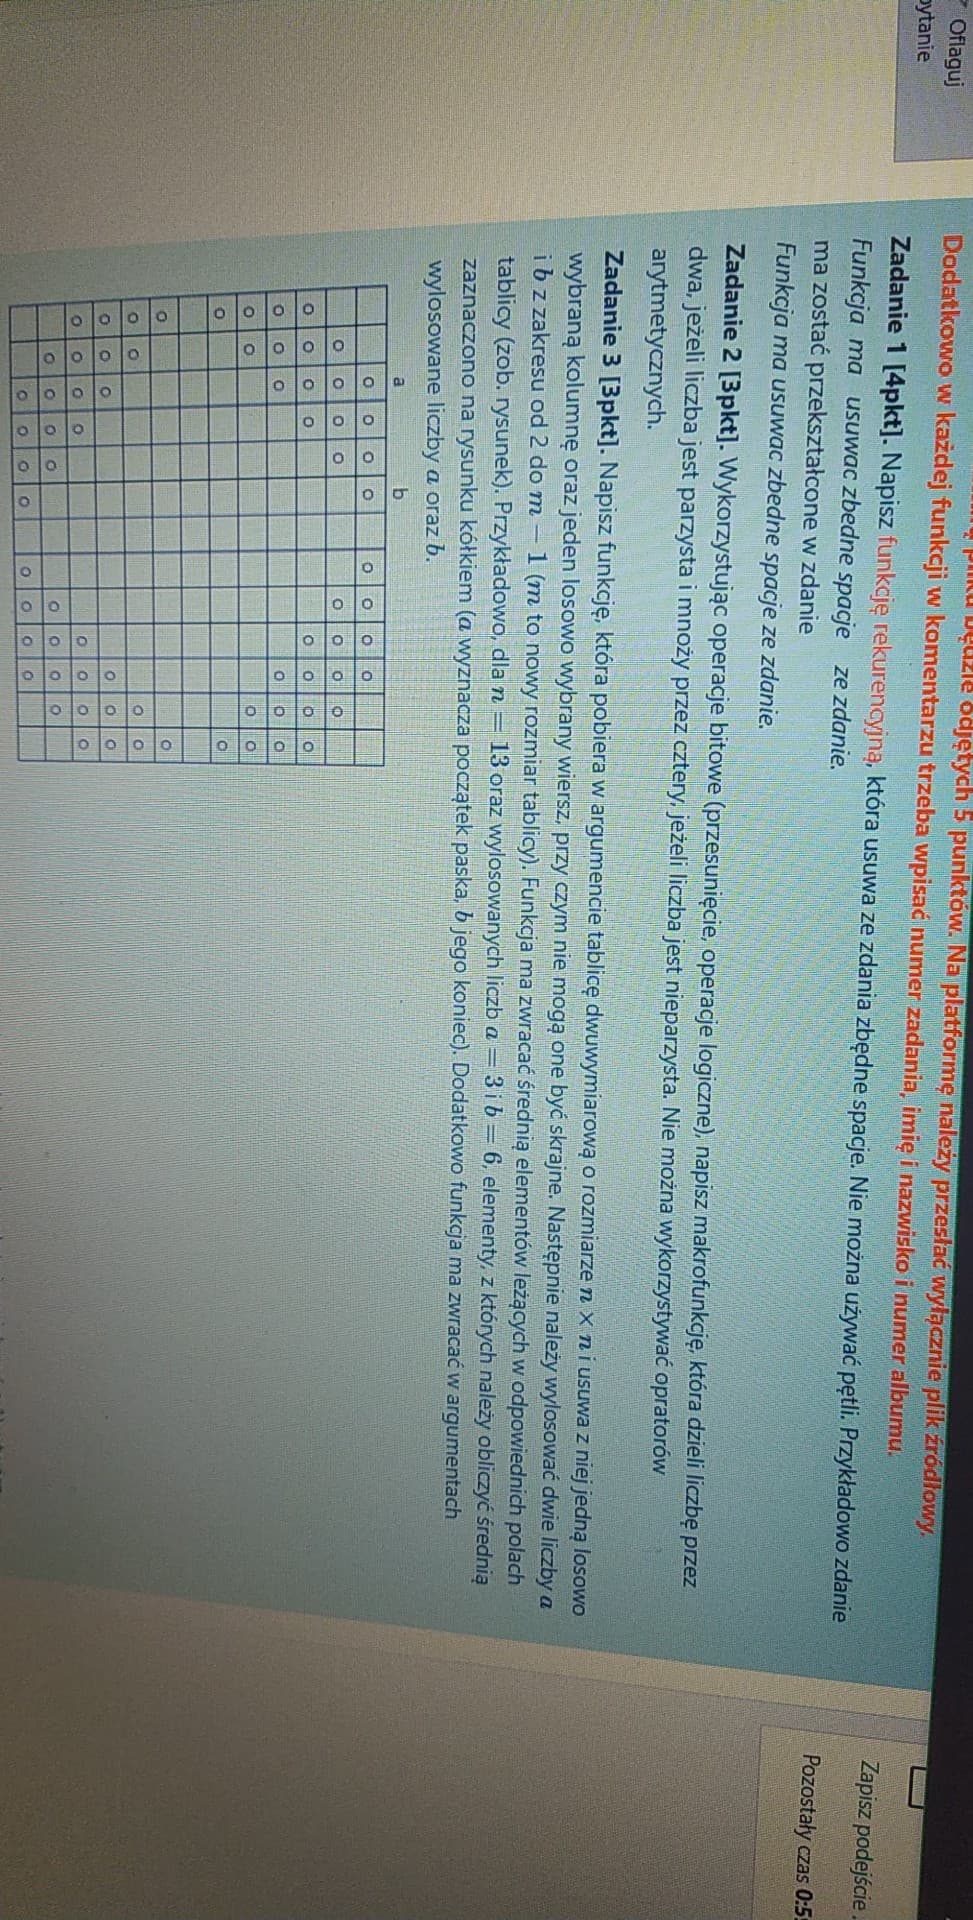 Oflaguj
pytanie
będzie odjętych 5 punktów. Na platformę należy przesłać wyłącznie plik źródłowy.
Dodatkowo w każdej funkcji w komentarzu trzeba wpisać numer zadania, imię i nazwisko i numer albumu.
Zadanie 1 [4pkt]. Napisz funkcję rekurencyjną, która usuwa ze zdania zbędne spacje. Nie można używać pętli. Przykładowo zdanie
Funkcja ma usuwac zbedne spacje ze zdanie.
ma zostać przekształcone w zdanie
Funkcja ma usuwac zbedne spacje ze zdanie.
Zadanie 2 [3pkt]. Wykorzystując operacje bitowe (przesunięcie, operacje logiczne), napisz makrofunkcję, która dzieli liczbę przez
dwa, jeżeli liczba jest parzysta i mnoży przez cztery, jeżeli liczba jest nieparzysta. Nie można wykorzystywać opratorów
arytmetycznych.
Zadanie 3 [3pkt]. Napisz funkcję, która pobiera w argumencie tablicę dwuwymiarową o rozmiarze n × n i usuwa z niej jedną losowo
wybraną kolumnę oraz jeden losowo wybrany wiersz, przy czym nie mogą one być skrajne. Następnie należy wylosować dwie liczby a
i b z zakresu od 2 do m − 1 (m to nowy rozmiar tablicy). Funkcja ma zwracać średnią elementów leżących w odpowiednich polach
tablicy (zob. rysunek). Przykładowo, dla n = 13 oraz wylosowanych liczb a = 3 i b = 6, elementy, z których należy obliczyć średnią
zaznaczono na rysunku kółkiem (a wyznacza początek paska, b jego koniec). Dodatkowo funkcja ma zwracać w argumentach
wylosowane liczby a oraz b.
a b
Zapisz podejście
Pozostały czas 0:5